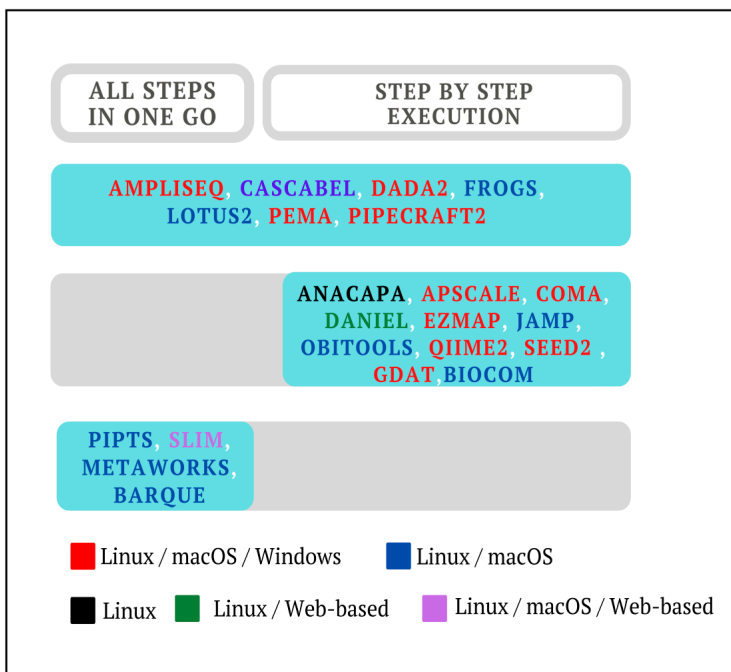 ALL STEPS
IN ONE GO
STEP BY STEP
EXECUTION
AMPLISEQ, CASCABEL, DADA2, FROGS,
LOTUS2, PEMA, PIPECRAFT2
ANACAPA, APSCALE, COMA,
DANIEL, EZMAP, JAMP,
OBITOOLS, QIIME2, SEED2 ,
GDAT,BIOCOM
PIPTS, SLIM,
METAWORKS,
BARQUE
Linux / macOS / Windows
Linux / macOS
Linux
Linux / Web-based
Linux / macOS / Web-based